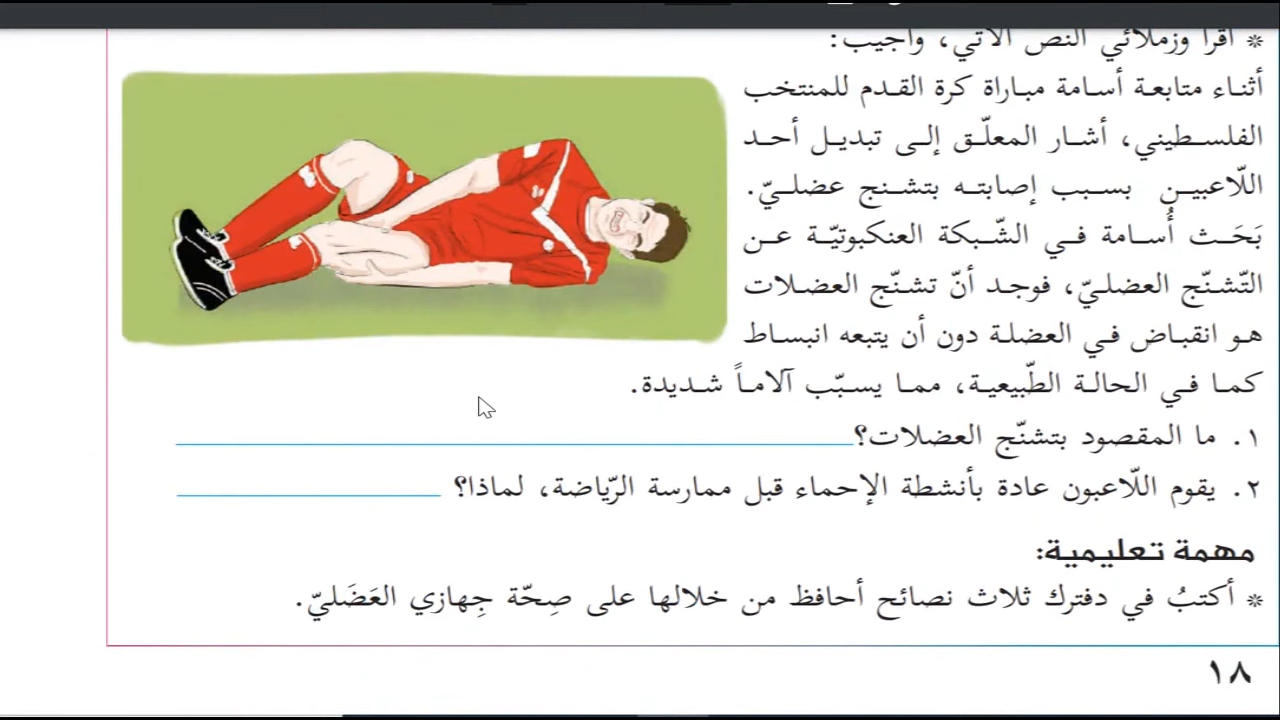 * اقرأ وزملائي النص الآتي، وأجيب:
أثناء متابعة أسامة مباراة كرة القدم للمنتخب
الفلسطيني، أشار المعلّق إلى تبديل أحد
اللّاعبين بسبب إصابته بتشنج عضليّ.
بَحَث أُسامة في الشّبكة العنكبوتيّة عن
التّشنّج العضليّ، فوجد أنّ تشنّج العضلات
هو انقباض في العضلة دون أن يتبعه انبساط
كما في الحالة الطّبيعية، مما يسبّب آلاماً شديدة.
١. ما المقصود بتشنّج العضلات؟
٢. يقوم اللّاعبون عادة بأنشطة الإحماء قبل ممارسة الرّياضة، لماذا؟
مهمة تعليمية:
* أكتبُ في دفترك ثلاث نصائح أحافظ من خلالها على صِحّة جِهازي العَضَليّ.
١٨